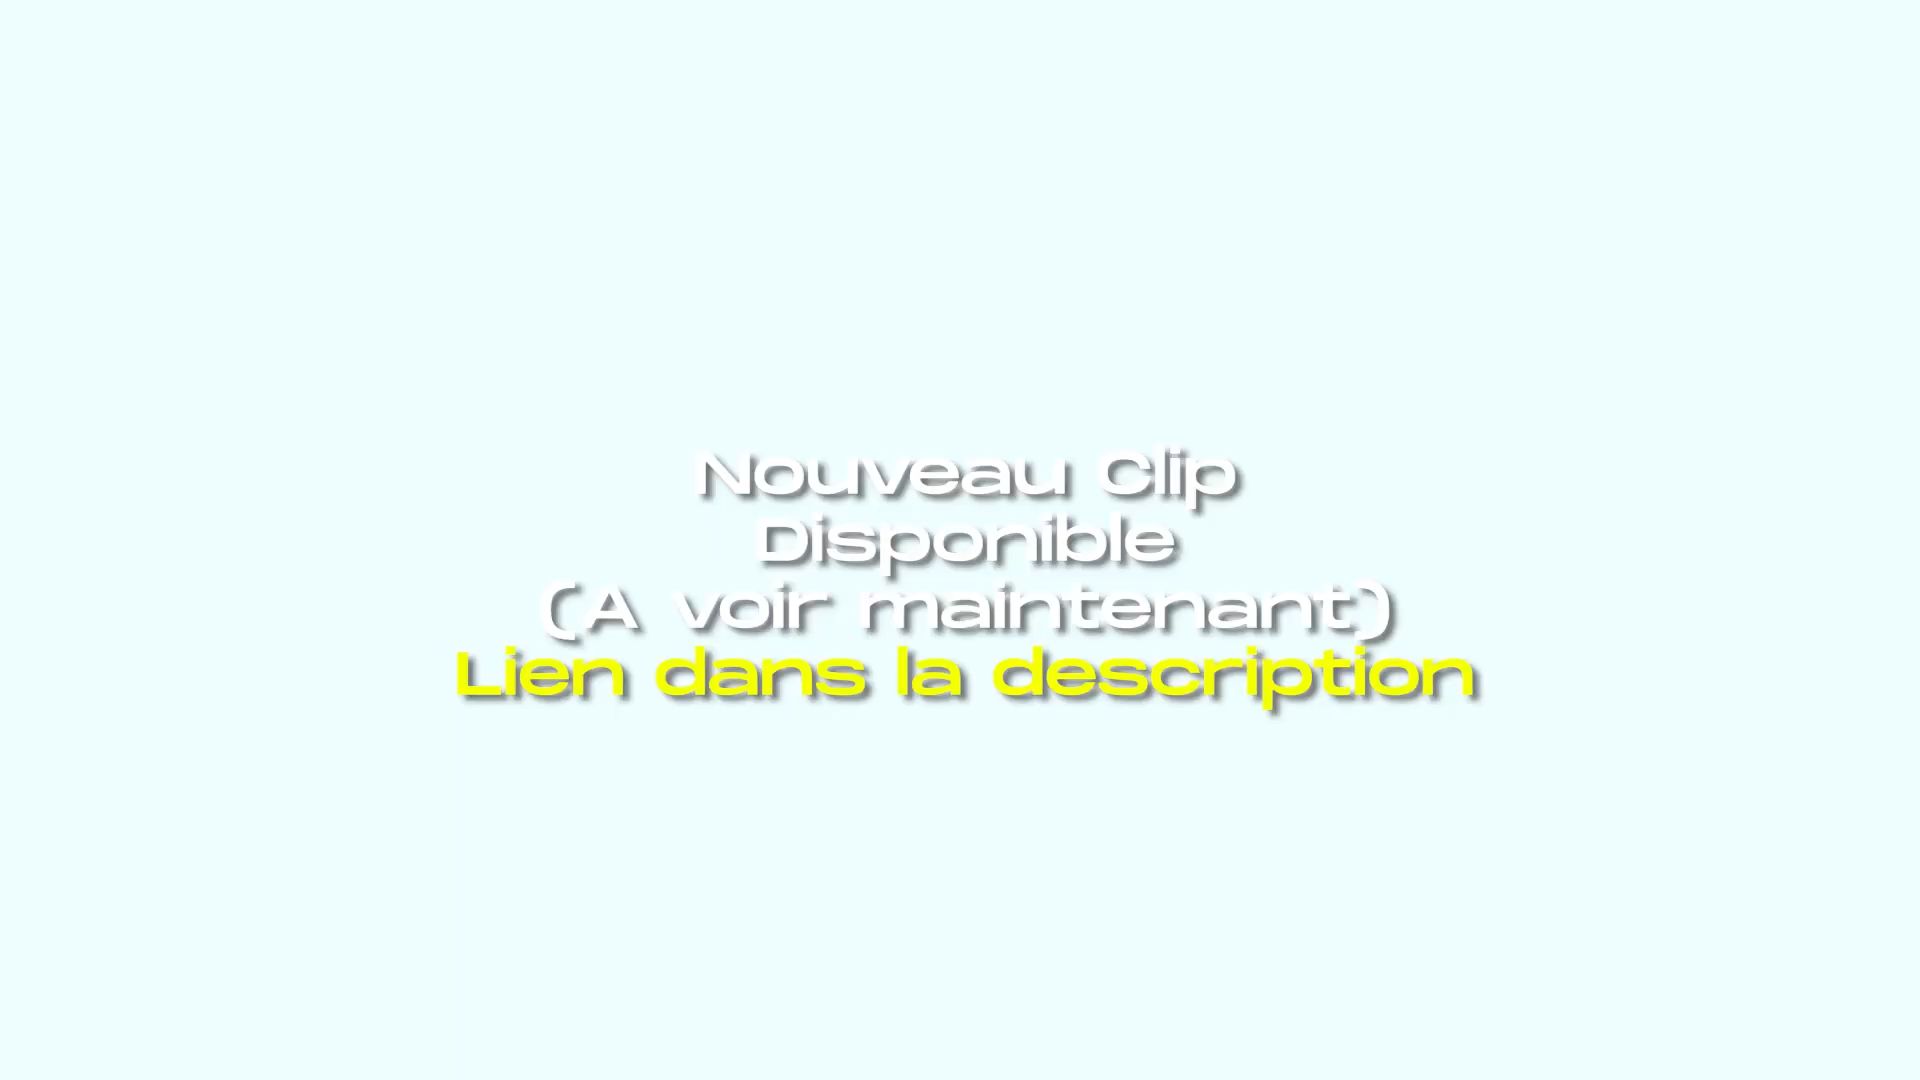 Nouveau Clip
Disponible
(A voir maintenant)
Lien dans la description